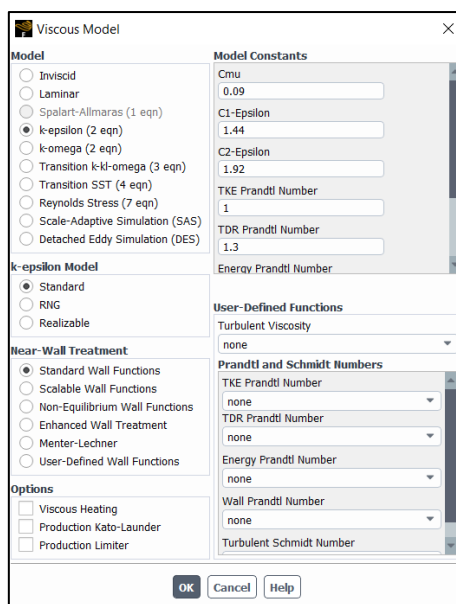 Viscous Model
Model
Inviscid
Laminar
Spalart-Allmaras (1 eqn)
k-epsilon (2 eqn)
k-omega (2 eqn)
Transition k-kl-omega (3 eqn)
Transition SST (4 eqn)
Reynolds Stress (7 eqn)
Scale-Adaptive Simulation (SAS)
Detached Eddy Simulation (DES)
k-epsilon Model
Standard
RNG
Realizable
Near-Wall Treatment
Standard Wall Functions
Scalable Wall Functions
Non-Equilibrium Wall Functions
Enhanced Wall Treatment
Menter-Lechner
User-Defined Wall Functions
Options
Viscous Heating
Production Kato-Launder
Production Limiter
Model Constants
Cmu
0.09
C1-Epsilon
1.44
C2-Epsilon
1.92
TKE Prandtl Number
1
TDR Prandtl Number
1.3
Energy Prandtl Number
User-Defined Functions
Turbulent Viscosity
none
Prandtl and Schmidt Numbers
TKE Prandtl Number
none
TDR Prandtl Number
none
Energy Prandtl Number
none
Wall Prandtl Number
none
Turbulent Schmidt Number
OK Cancel Help